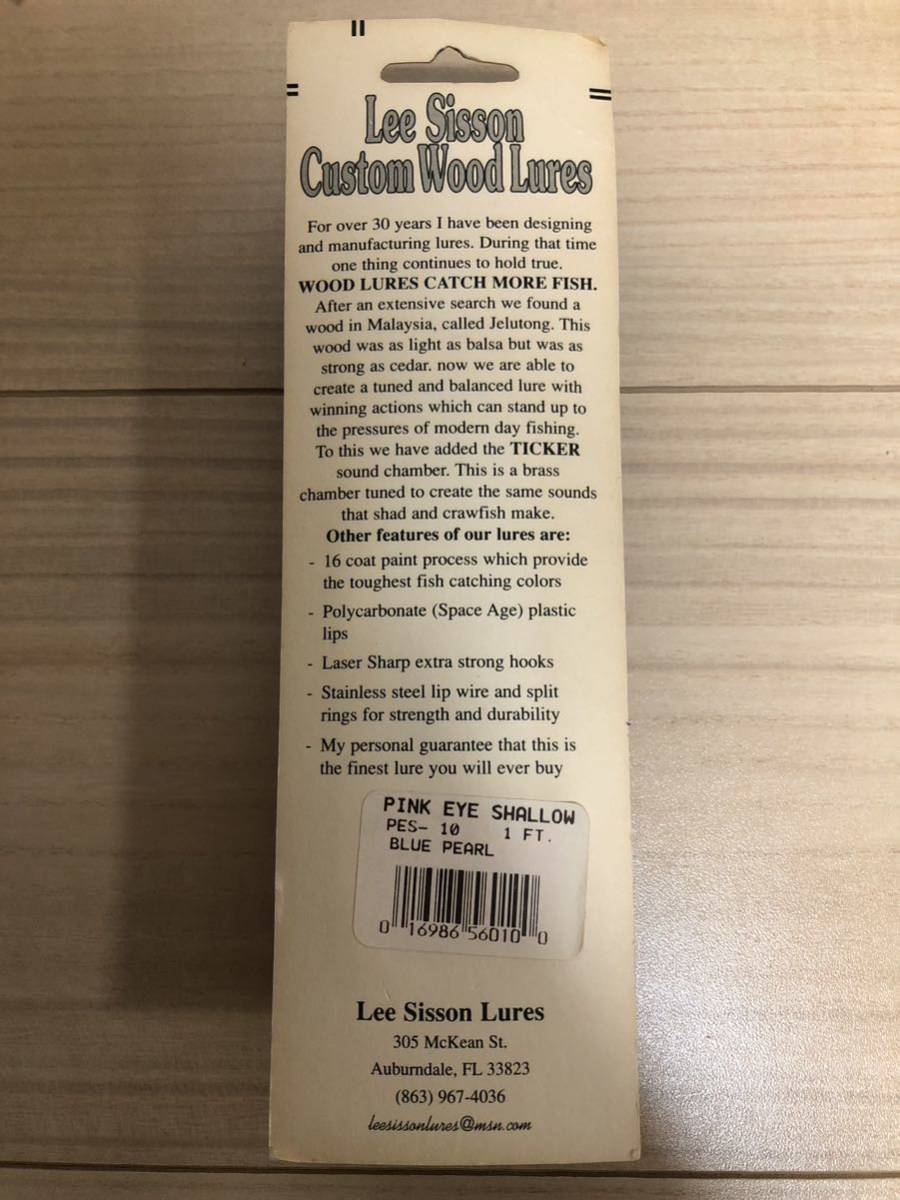 Lee Sisson
Custom Wood Lures
For over 30 years I have been designing
and manufacturing lures. During that time
one thing continues to hold true.
WOOD LURES CATCH MORE FISH.
After an extensive search we found a
wood in Malaysia, called Jelutong. This
wood was as light as balsa but was as
strong as cedar. now we are able to
create a tuned and balanced lure with
winning actions which can stand up to
the pressures of modern day fishing.
To this we have added the TICKER
sound chamber. This is a brass
chamber tuned to create the same sounds
that shad and crawfish make.
Other features of our lures are:
- 16 coat paint process which provide
the toughest fish catching colors
- Polycarbonate (Space Age) plastic
lips
- Laser Sharp extra strong hooks
- Stainless steel lip wire and split
rings for strength and durability
- My personal guarantee that this is
the finest lure you will ever buy
PINK EYE SHALLOW
PES- 10 1 FT.
BLUE PEARL
0 16986 56010 0
Lee Sisson Lures
305 McKean St.
Auburndale, FL 33823
(863) 967-4036
leesissonlures@msn.com